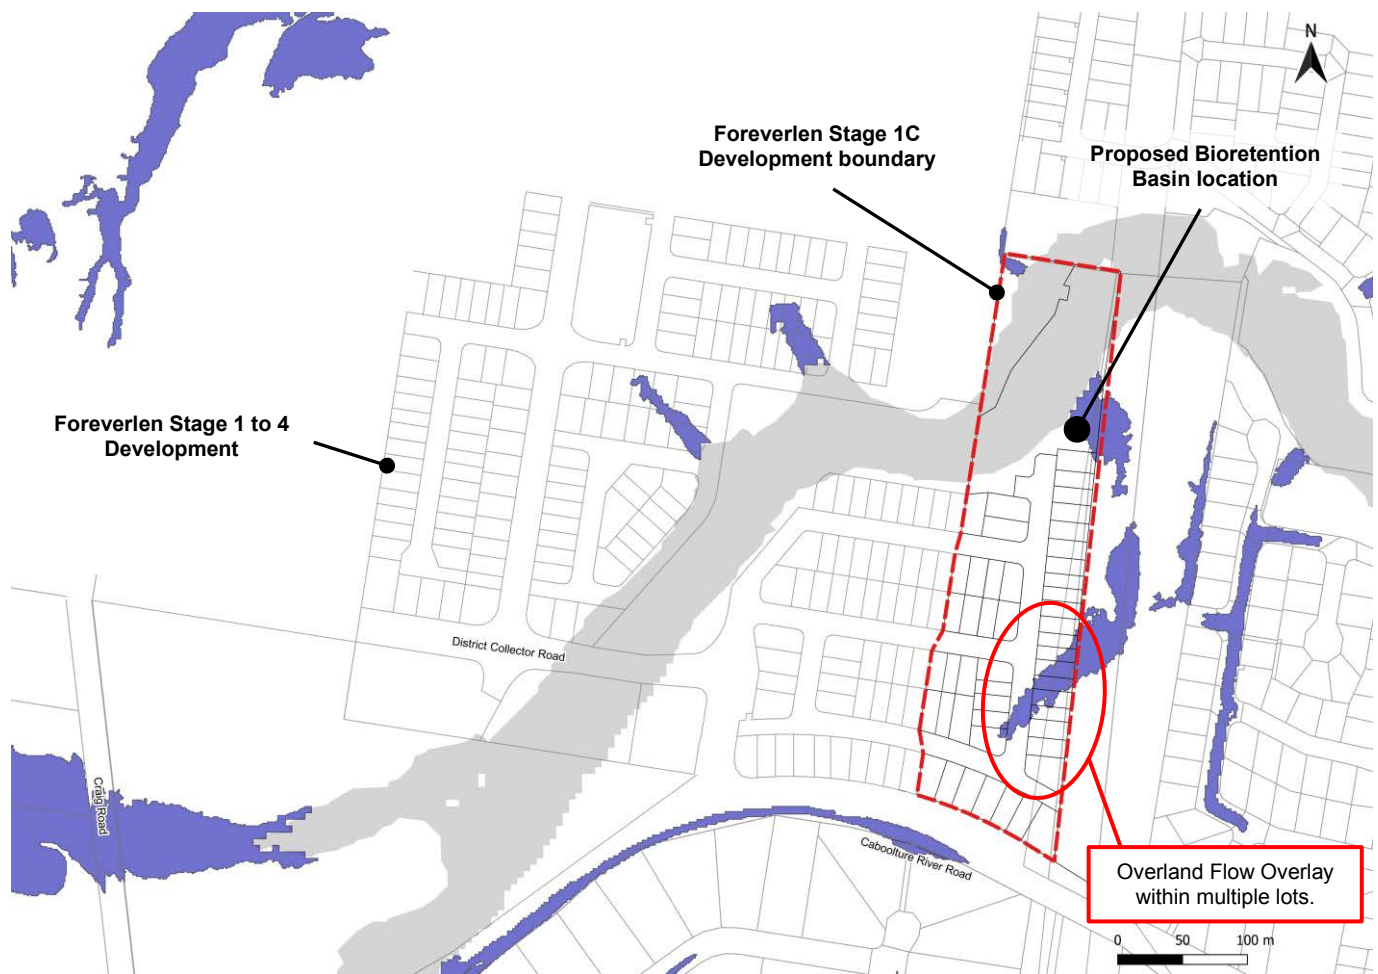 N
Foreverlen Stage 1C
Development boundary
Proposed Bioretention
Basin location
Foreverlen Stage 1 to 4
Development
District Collector Road
Craig Road
Caboolture River Road
Overland Flow Overlay
within multiple lots.
0 50 100 m